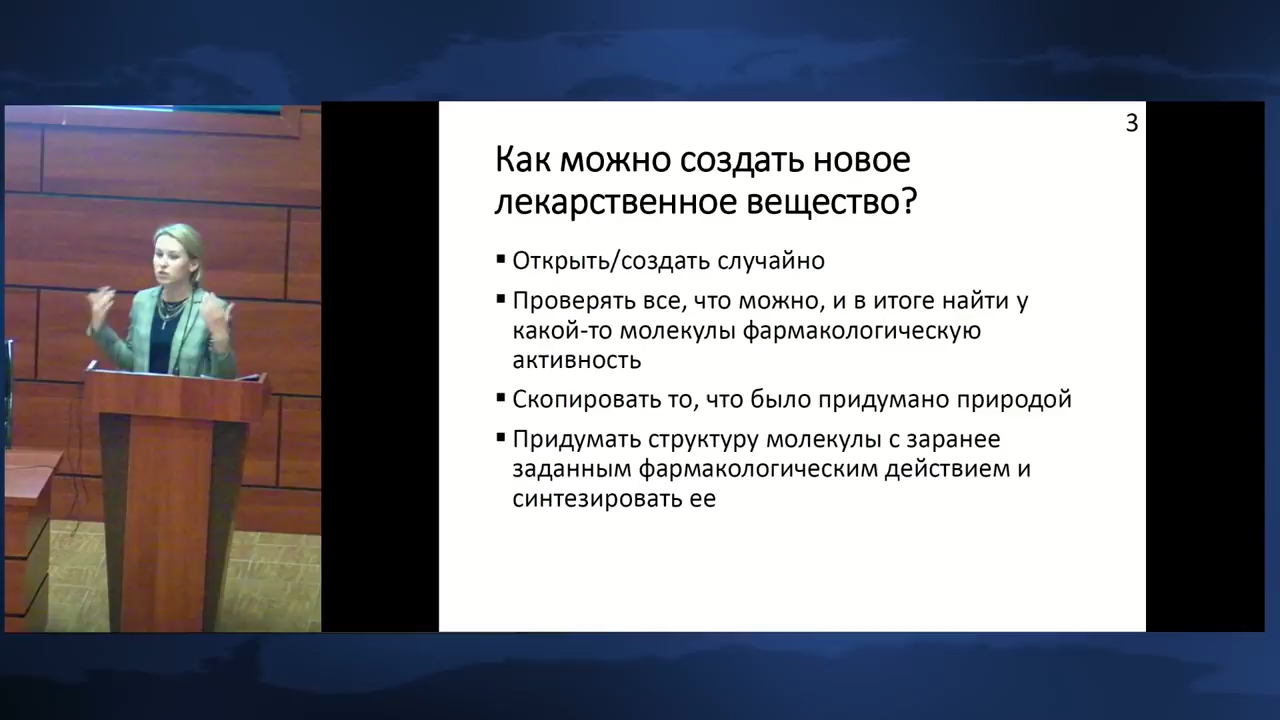 3
Как можно создать новое
лекарственное вещество?
▪ Открыть/создать случайно
▪ Проверять все, что можно, и в итоге найти у
какой-то молекулы фармакологическую
активность
▪ Скопировать то, что было придумано природой
▪ Придумать структуру молекулы с заранее
заданным фармакологическим действием и
синтезировать ее